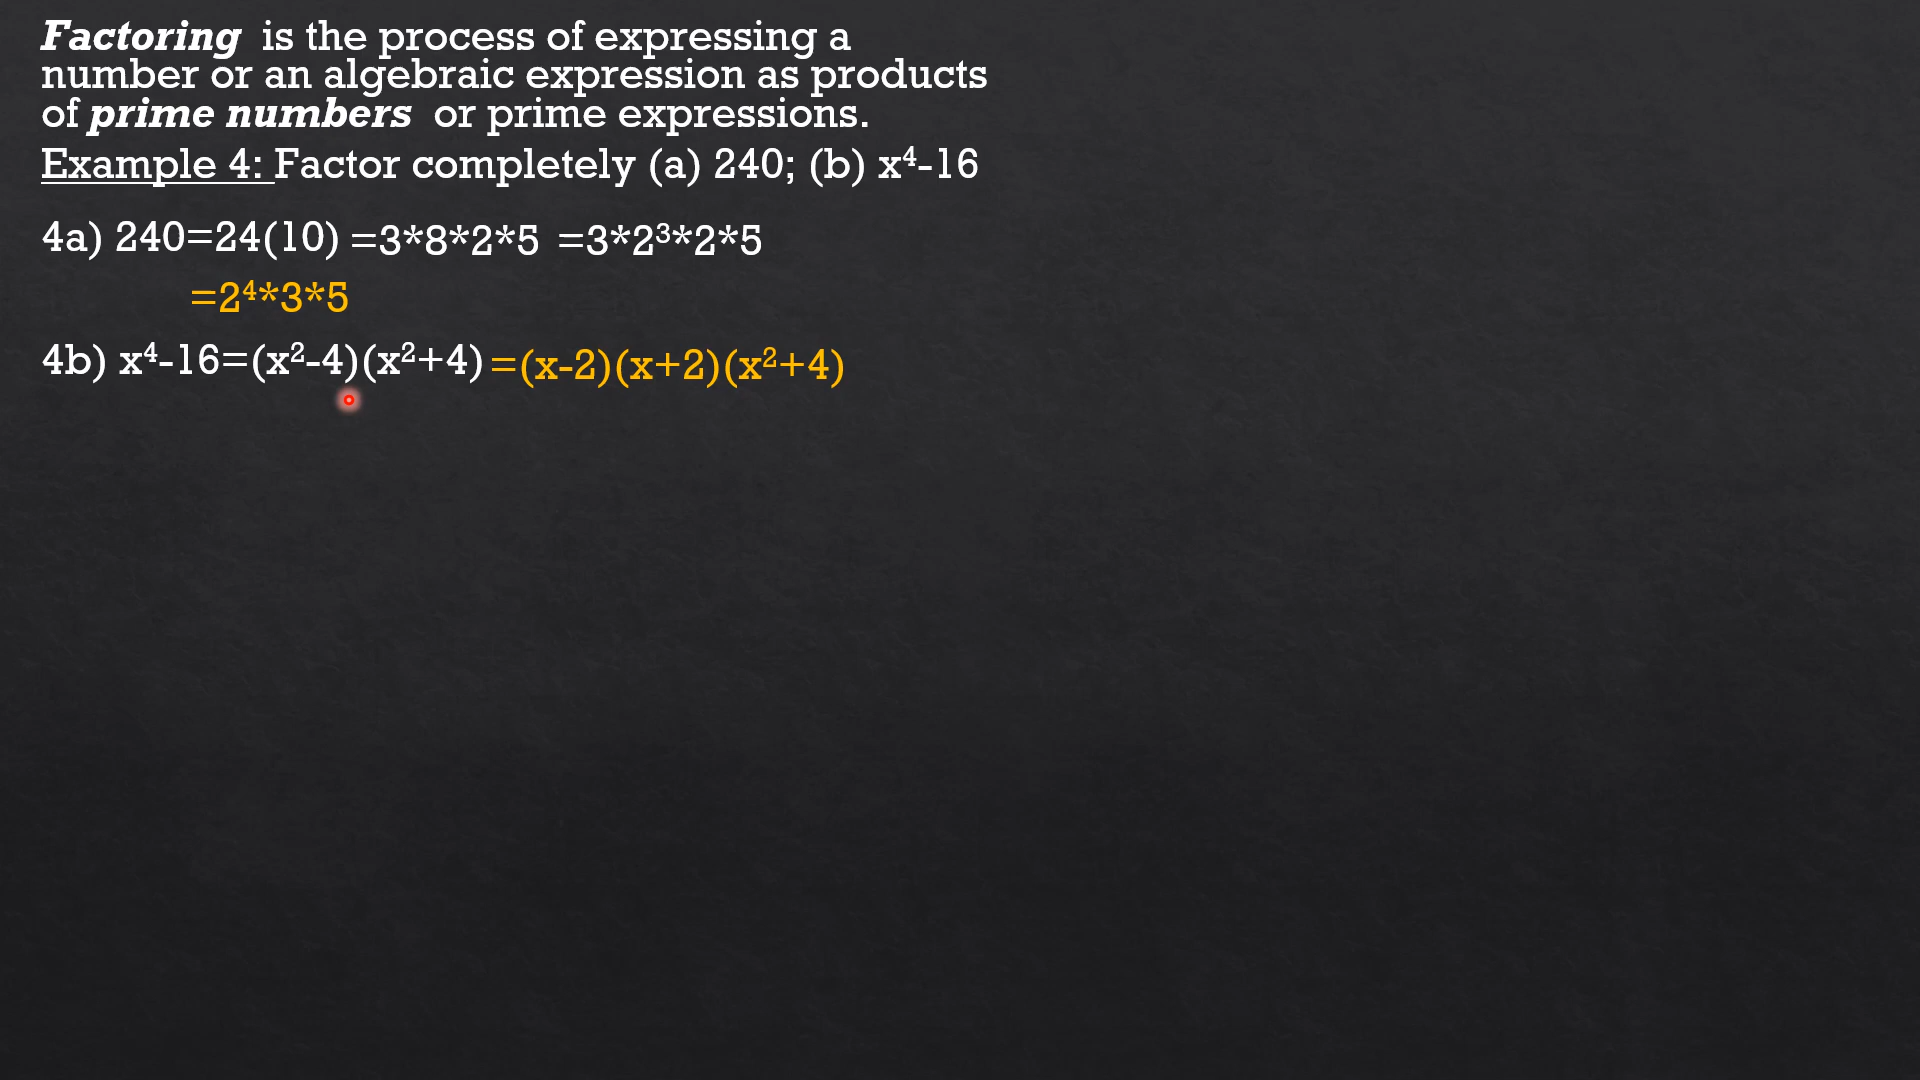 Factoring is the process of expressing a
number or an algebraic expression as products
of prime numbers or prime expressions.
Example 4: Factor completely (a) 240; (b) x⁴-16
4a) 240=24(10) =3*8*2*5 =3*2³*2*5
=2⁴*3*5
4b) x⁴-16=(x²-4)(x²+4) =(x-2)(x+2)(x²+4)